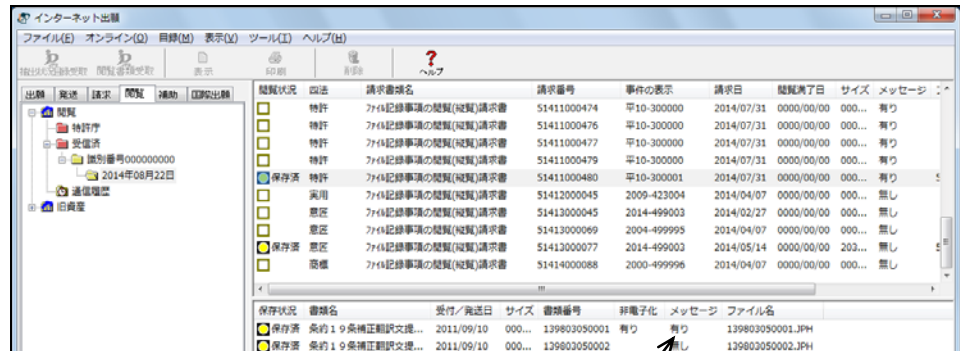 インターネット出願
ファイル(F) オンライン(O) 目録(M) 表示(V) ツール(T) ヘルプ(H)
閲覧書類受取 表示 印刷 削除 ヘルプ
出願 発送 請求 閲覧 補助 国際出願
閲覧
特許庁
受信済
識別番号000000000
2014年08月22日
通信履歴
旧資産
閲覧状況 四法 請求書類名 請求番号 事件の表示 請求日 閲覧満了日 サイズ メッセージ
特許 ファイル記録事項の閲覧(縦覧)請求書 51411000474 平10-300000 2014/07/31 0000/00/00 000... 有り
特許 ファイル記録事項の閲覧(縦覧)請求書 51411000476 平10-300000 2014/07/31 0000/00/00 000... 有り
特許 ファイル記録事項の閲覧(縦覧)請求書 51411000477 平10-300000 2014/07/31 0000/00/00 000... 有り
特許 ファイル記録事項の閲覧(縦覧)請求書 51411000479 平10-300000 2014/07/31 0000/00/00 000... 有り
保存済 特許 ファイル記録事項の閲覧(縦覧)請求書 51411000480 平10-300001 2014/07/31 0000/00/00 000... 有り
実用 ファイル記録事項の閲覧(縦覧)請求書 51412000045 2009-423004 2014/04/07 0000/00/00 000... 無し
意匠 ファイル記録事項の閲覧(縦覧)請求書 51413000045 2014-499003 2014/02/27 0000/00/00 000... 無し
意匠 ファイル記録事項の閲覧(縦覧)請求書 51413000069 2004-499995 2014/04/07 0000/00/00 000... 無し
保存済 意匠 ファイル記録事項の閲覧(縦覧)請求書 51413000077 2014-499003 2014/05/14 0000/00/00 203... 無し
商標 ファイル記録事項の閲覧(縦覧)請求書 51414000088 2000-499996 2014/04/07 0000/00/00 000... 無し
保存状況 書類名 受付/発送日 サイズ 書類番号 非電子化 メッセージ ファイル名
保存済 条約19条補正翻訳文提... 2011/09/10 000... 139803050001 有り 有り 139803050001.JPH
保存済 条約19条補正翻訳文提... 2011/09/10 000... 139803050002 無し 139803050002.JPH